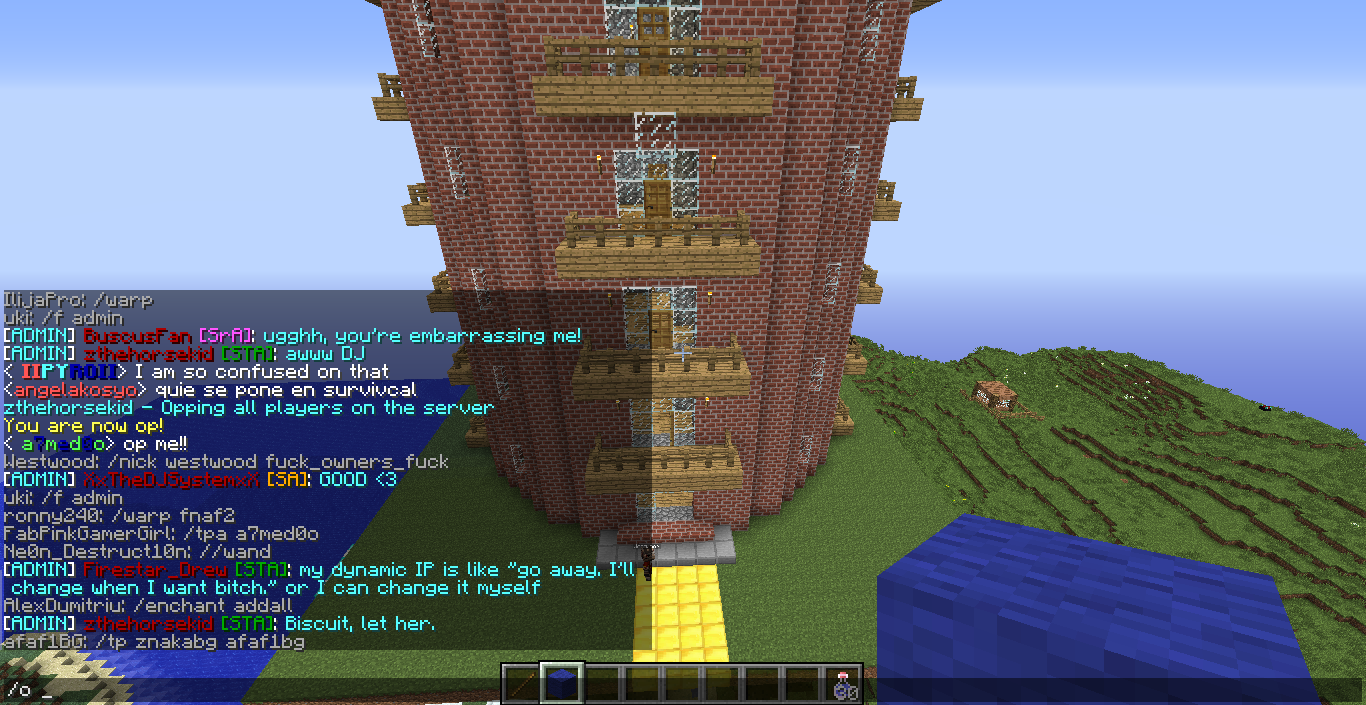 IlijaPro: /warp
uki: /f admin
[ADMIN] BuscusFan [SrA]: ugghh, you're embarrassing me!
[ADMIN] zthehorsekid [STA]: awww DJ
< IIPYROII> I am so confused on that
<angelakosyo> quie se pone en survivcal
zthehorsekid - Opping all players on the server
You are now op!
< a7med0o> op me!!
Westwood: /nick westwood fuck_owners_fuck
[ADMIN] XxTheDJSystemxX [SA]: GOOD <3
uki: /f admin
ronny240: /warp fnaf2
FabPinkGamerGirl: /tpa a7med0o
Ne0n_Destruct10n: //wand
[ADMIN] Firestar_Drew [STA]: my dynamic IP is like "go away. I'll
change when I want bitch." or I can change it myself
AlexDumitriu: /enchant addall
[ADMIN] zthehorsekid [STA]: Biscuit, let her.
afaf1BG: /tp znakabg afaf1bg
/o _